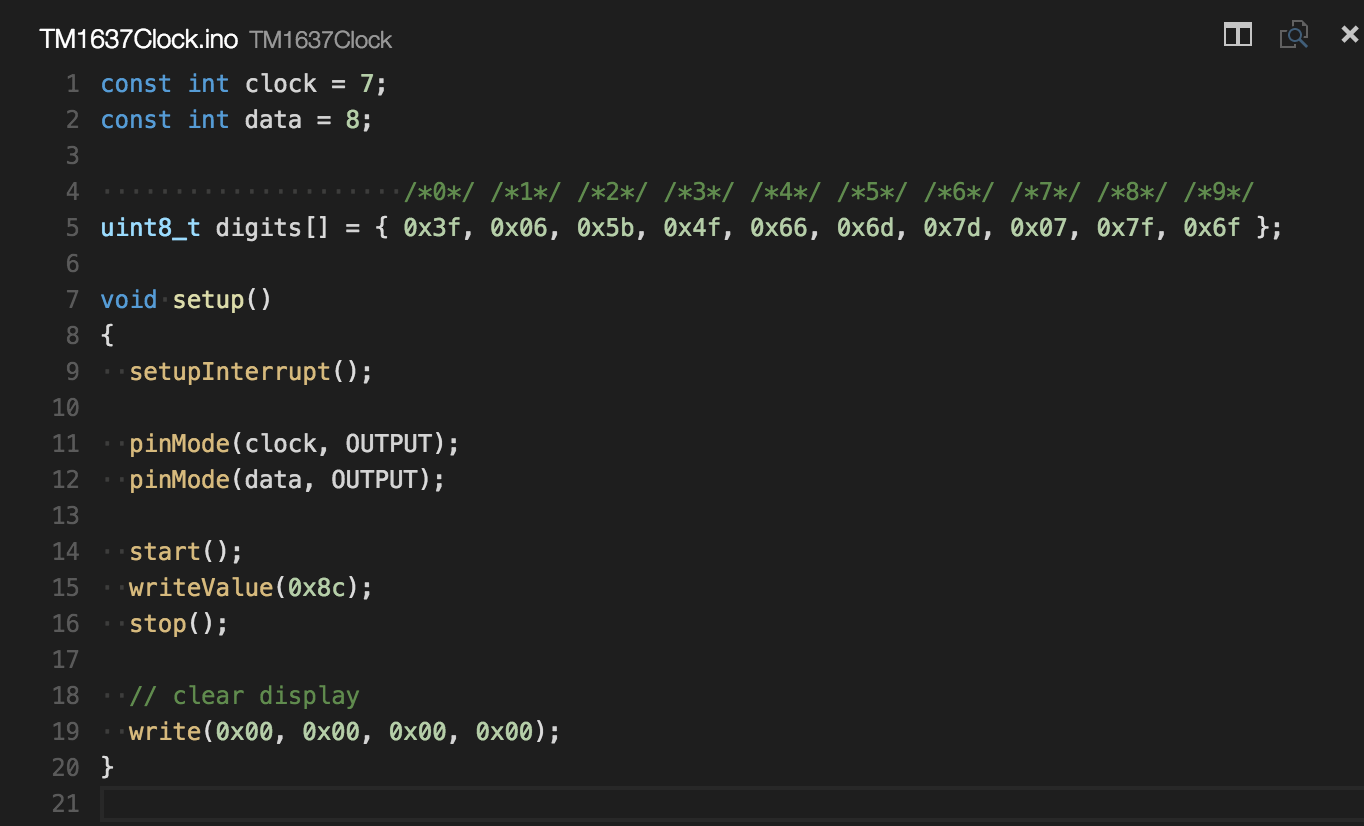 TM1637Clock.ino TM1637Clock
1 const int clock = 7;
2 const int data = 8;
3
4                      /*0*/ /*1*/ /*2*/ /*3*/ /*4*/ /*5*/ /*6*/ /*7*/ /*8*/ /*9*/
5 uint8_t digits[] = { 0x3f, 0x06, 0x5b, 0x4f, 0x66, 0x6d, 0x7d, 0x07, 0x7f, 0x6f };
6
7 void setup()
8 {
9   setupInterrupt();
10
11   pinMode(clock, OUTPUT);
12   pinMode(data, OUTPUT);
13
14   start();
15   writeValue(0x8c);
16   stop();
17
18   // clear display
19   write(0x00, 0x00, 0x00, 0x00);
20 }
21